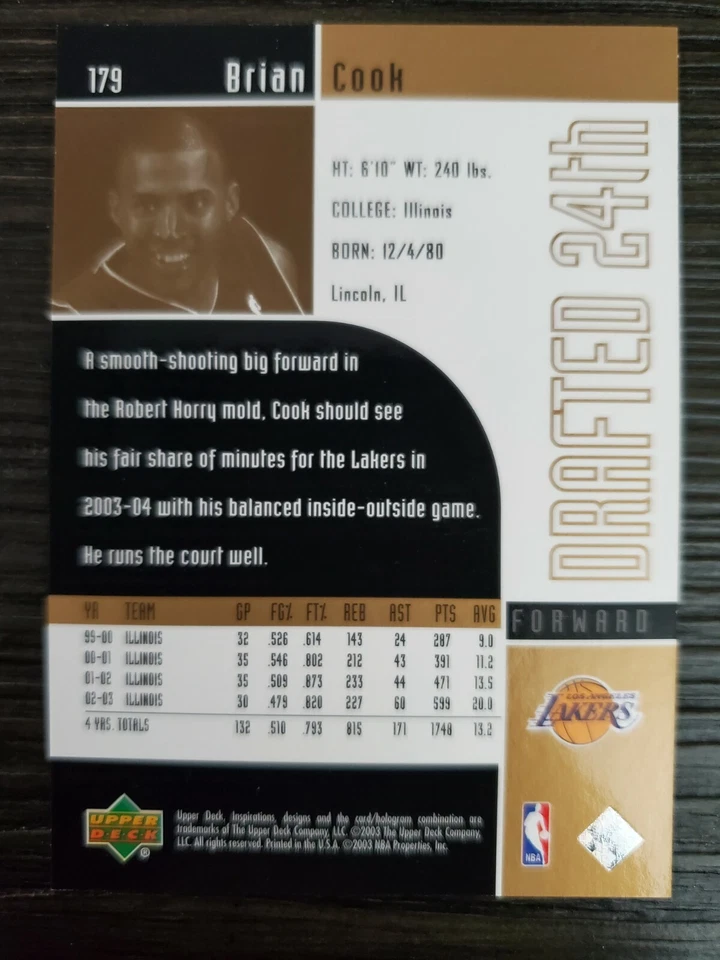 179 Brian Cook
HT: 6'10" WT: 240 lbs.
COLLEGE: Illinois
BORN: 12/4/80
Lincoln, IL
DRAFTED 24th
A smooth-shooting big forward in
the Robert Horry mold, Cook should see
his fair share of minutes for the Lakers in
2003-04 with his balanced inside-outside game.
He runs the court well.
YR TEAM GP FG% FT% REB AST PTS AVG
99-00 ILLINOIS 32 .526 .614 143 24 287 9.0
00-01 ILLINOIS 35 .546 .802 212 43 391 11.2
01-02 ILLINOIS 35 .509 .873 233 44 471 13.5
02-03 ILLINOIS 30 .479 .820 227 60 599 20.0
4 YRS. TOTALS 132 .510 .793 815 171 1748 13.2
FORWARD
LOS ANGELES
LAKERS
UPPER
DECK
®
Upper Deck, Inspirations, designs and the card/hologram combination are
trademarks of The Upper Deck Company, LLC. ©2003 The Upper Deck Company,
LLC. All rights reserved. Printed in the U.S.A. ©2003 NBA Properties, Inc.
NBA